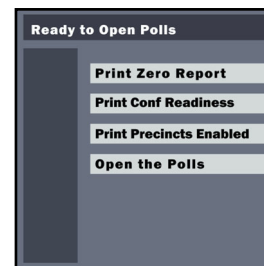 Ready to Open Polls
Print Zero Report
Print Conf Readiness
Print Precincts Enabled
Open the Polls